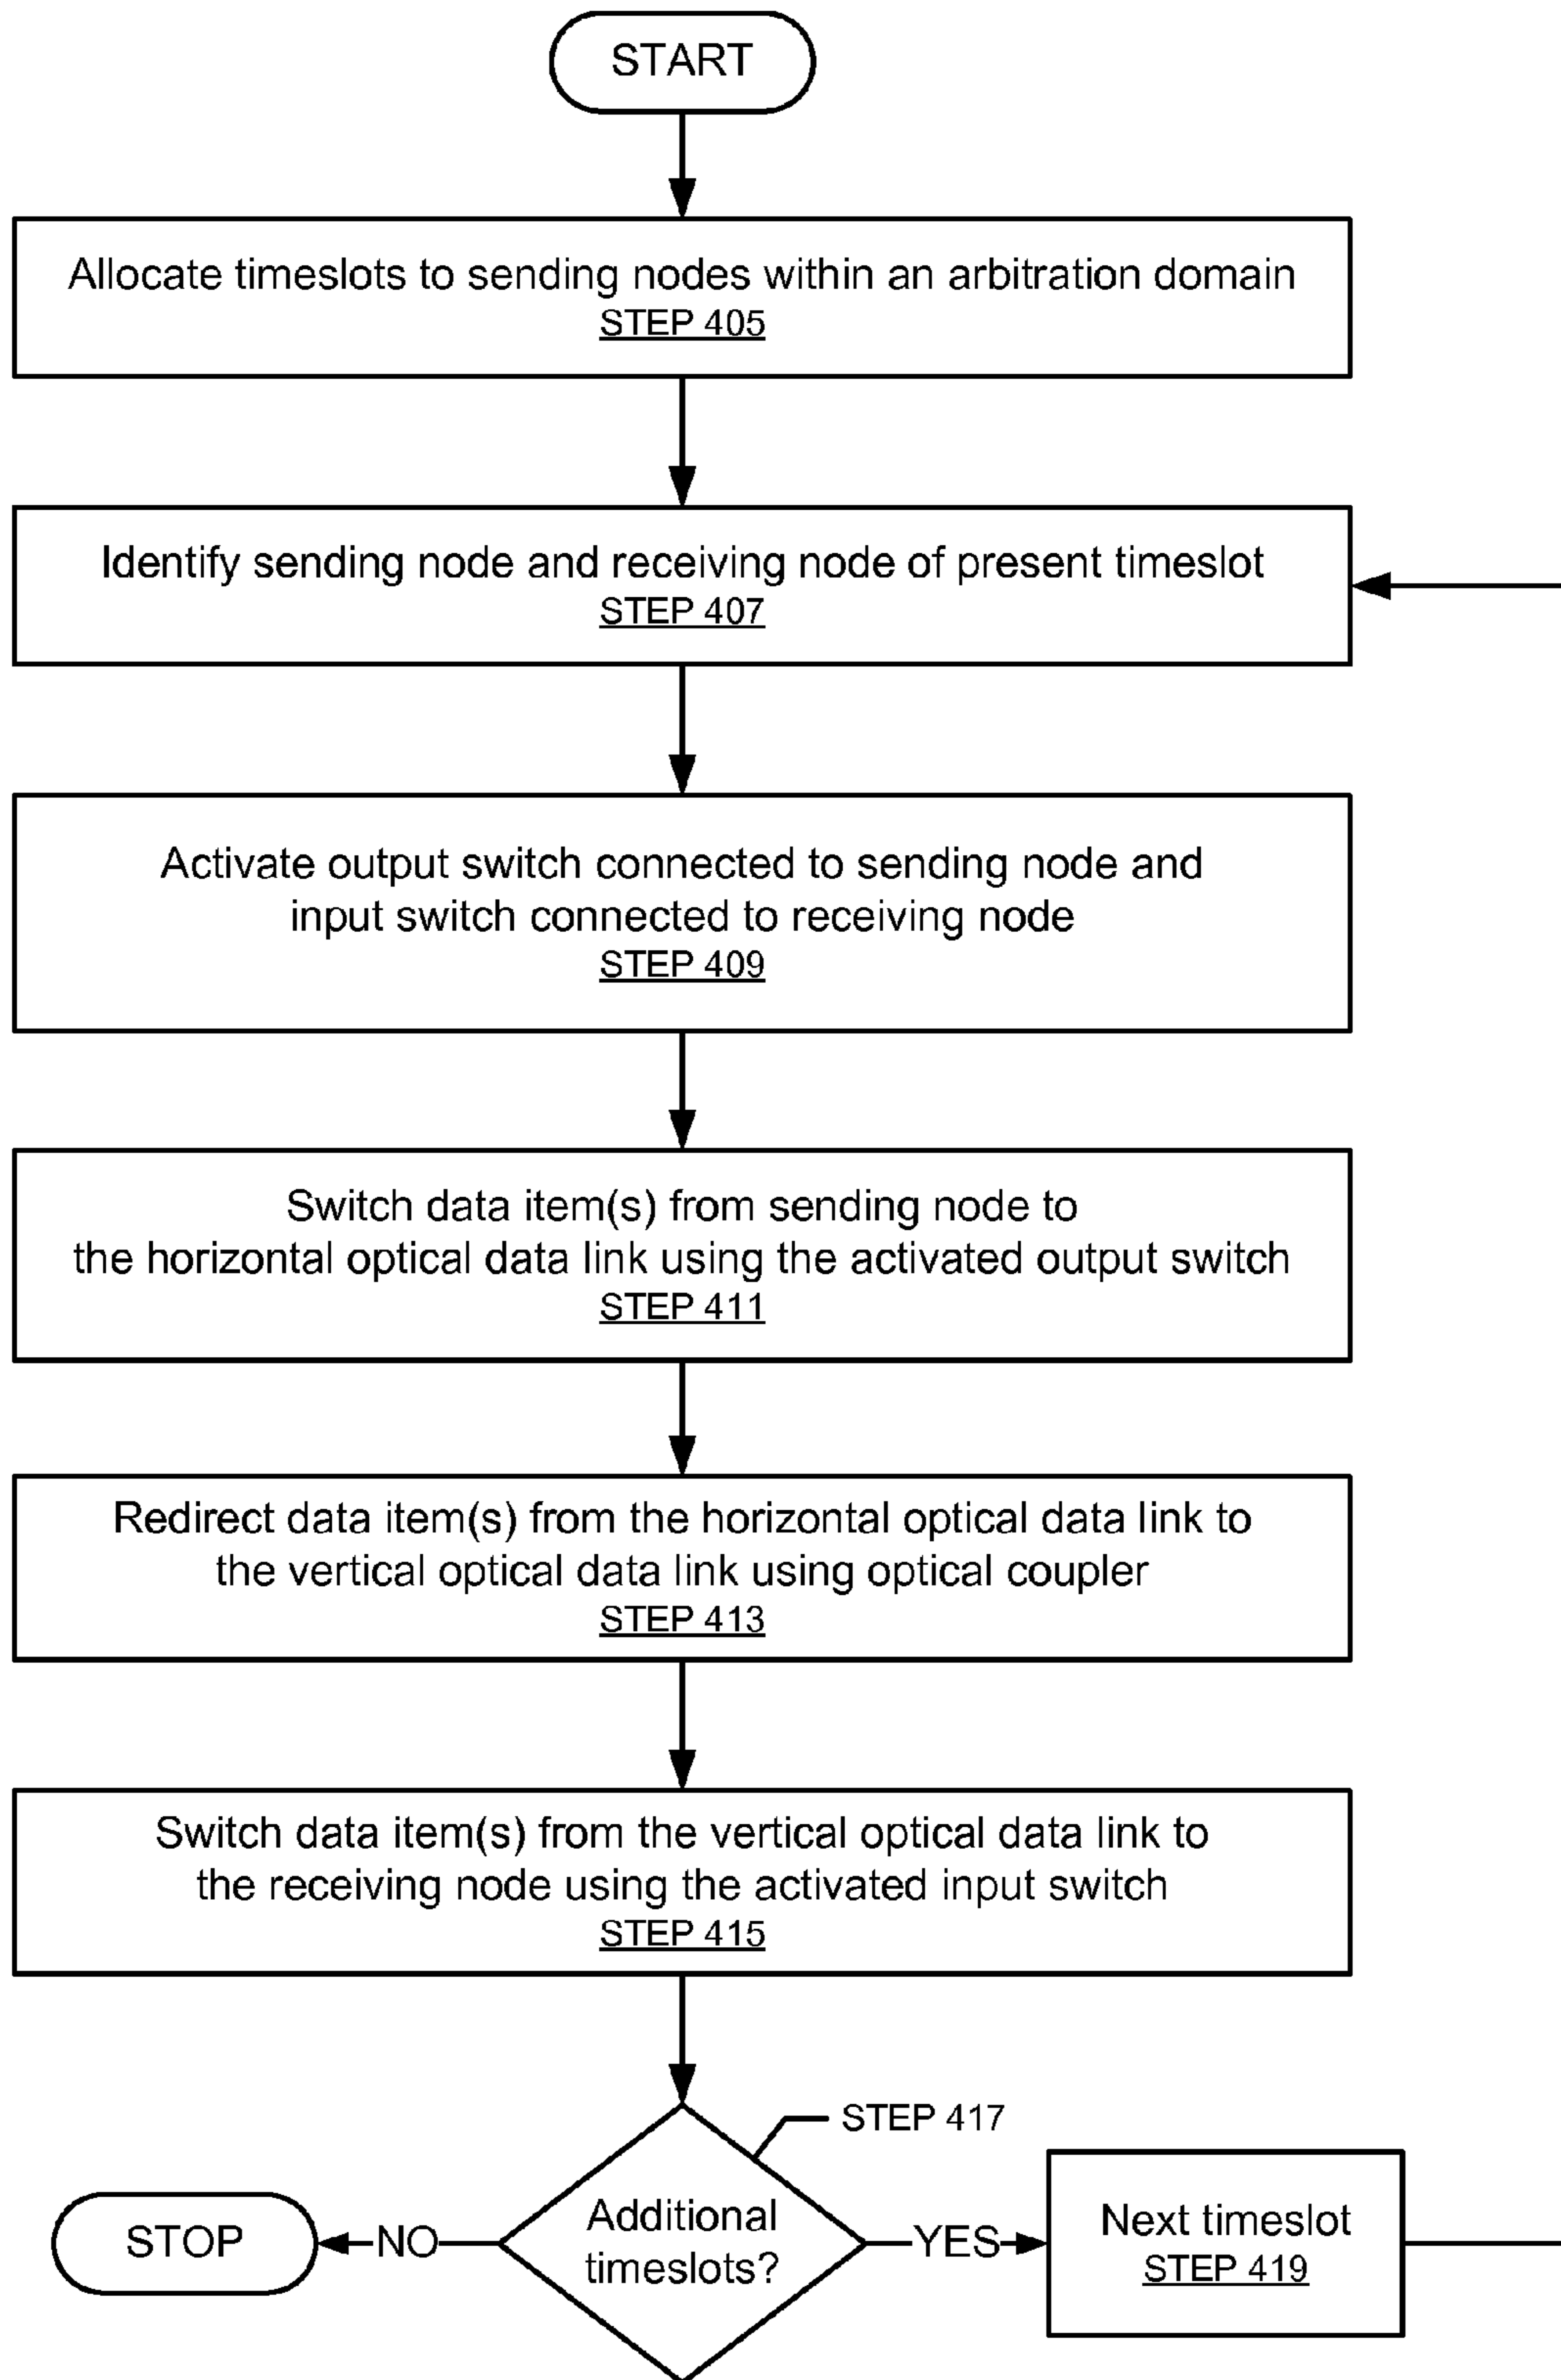 START
Allocate timeslots to sending nodes within an arbitration domain
STEP 405
Identify sending node and receiving node of present timeslot
STEP 407
Activate output switch connected to sending node and
input switch connected to receiving node
STEP 409
Switch data item(s) from sending node to
the horizontal optical data link using the activated output switch
STEP 411
Redirect data item(s) from the horizontal optical data link to
the vertical optical data link using optical coupler
STEP 413
Switch data item(s) from the vertical optical data link to
the receiving node using the activated input switch
STEP 415
STEP 417
Additional
timeslots?
NO
STOP
YES
Next timeslot
STEP 419